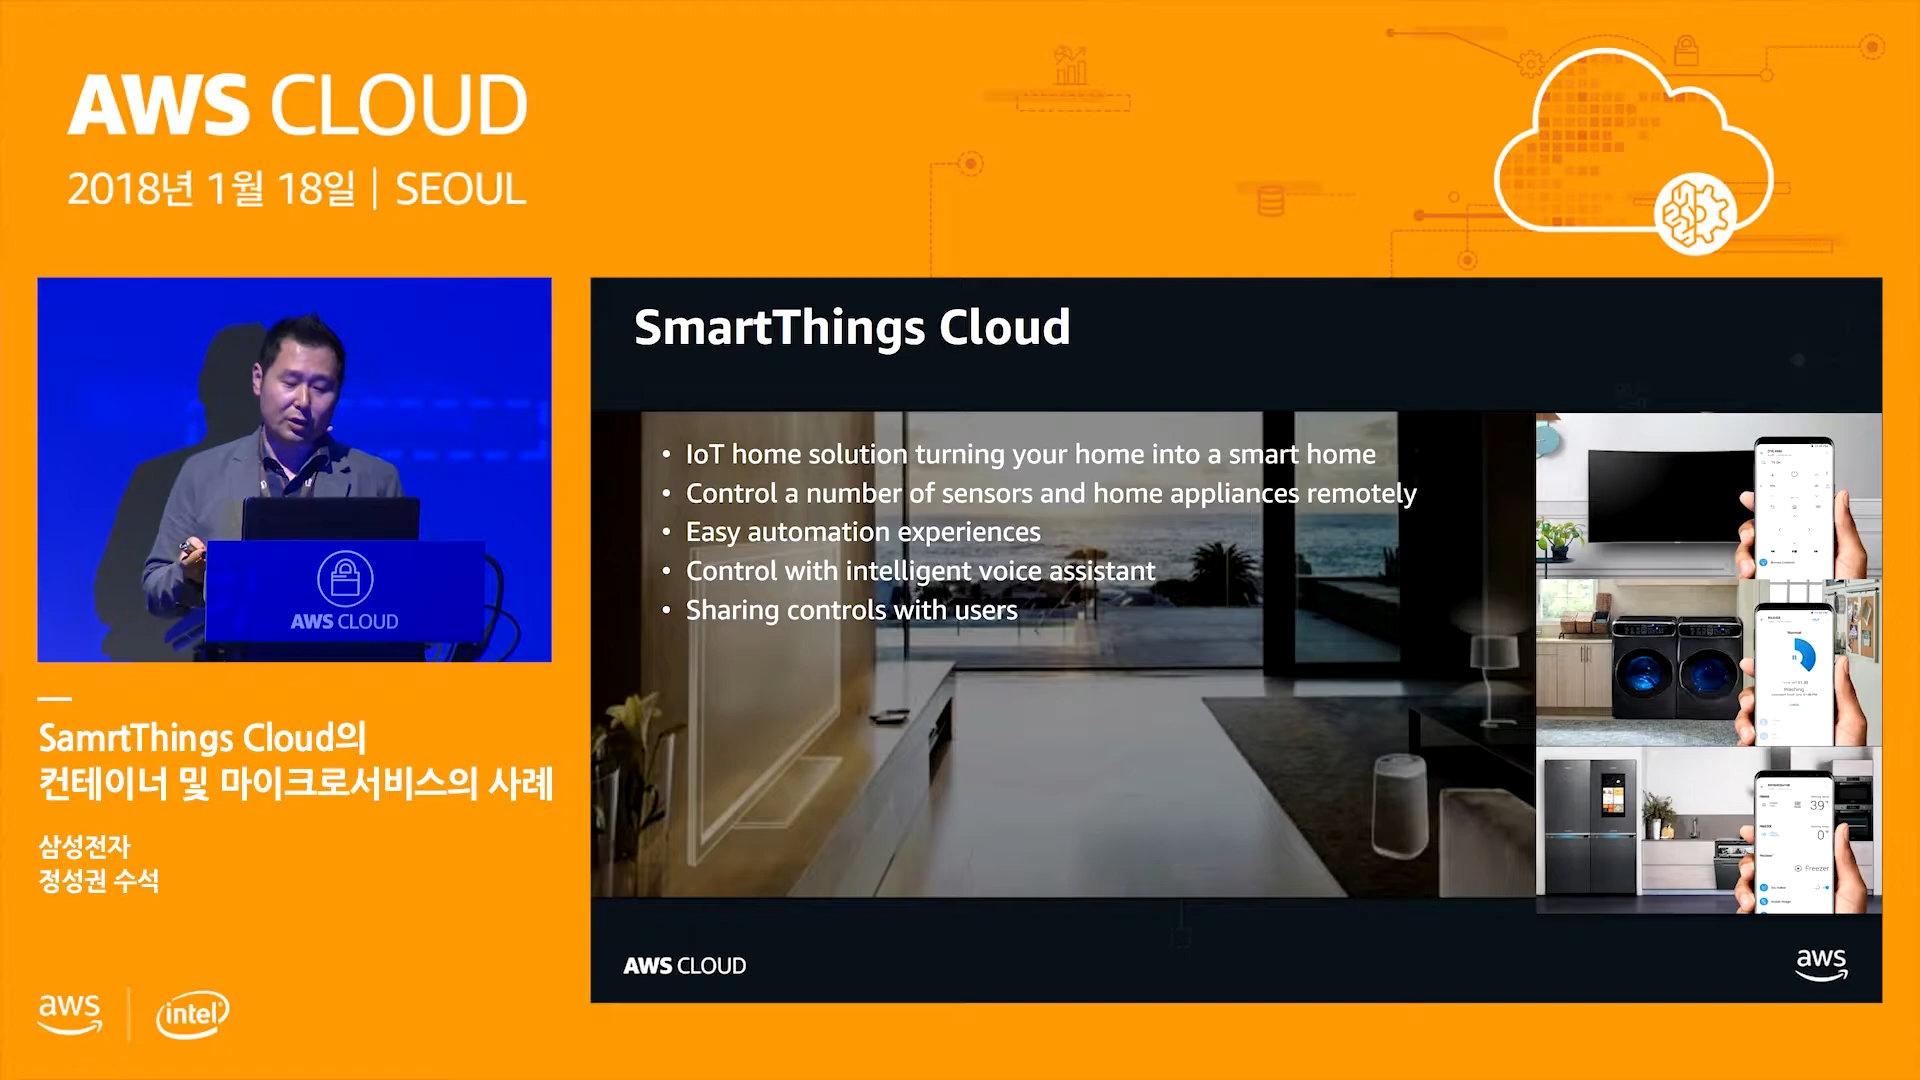 AWS CLOUD
2018년 1월 18일 | SEOUL
AWS CLOUD
SamrtThings Cloud의
컨테이너 및 마이크로서비스의 사례
삼성전자
정성권 수석
aws
intel
SmartThings Cloud
• IoT home solution turning your home into a smart home
• Control a number of sensors and home appliances remotely
• Easy automation experiences
• Control with intelligent voice assistant
• Sharing controls with users
39°
0°
Freezer
AWS CLOUD
aws